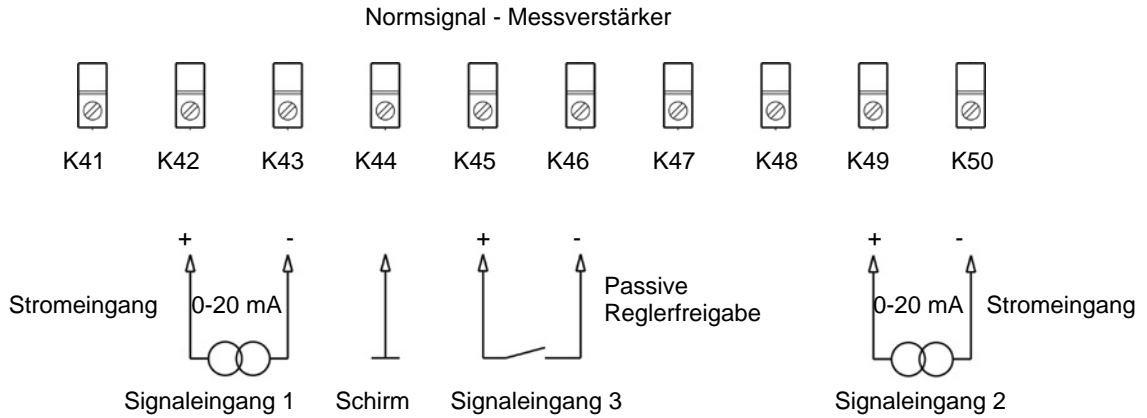 Normsignal - Messverstärker
K41 K42 K43 K44 K45 K46 K47 K48 K49 K50
+ - + - + -
Stromeingang 0-20 mA Passive 0-20 mA Stromeingang
Reglerfreigabe
Signaleingang 1 Schirm Signaleingang 3 Signaleingang 2